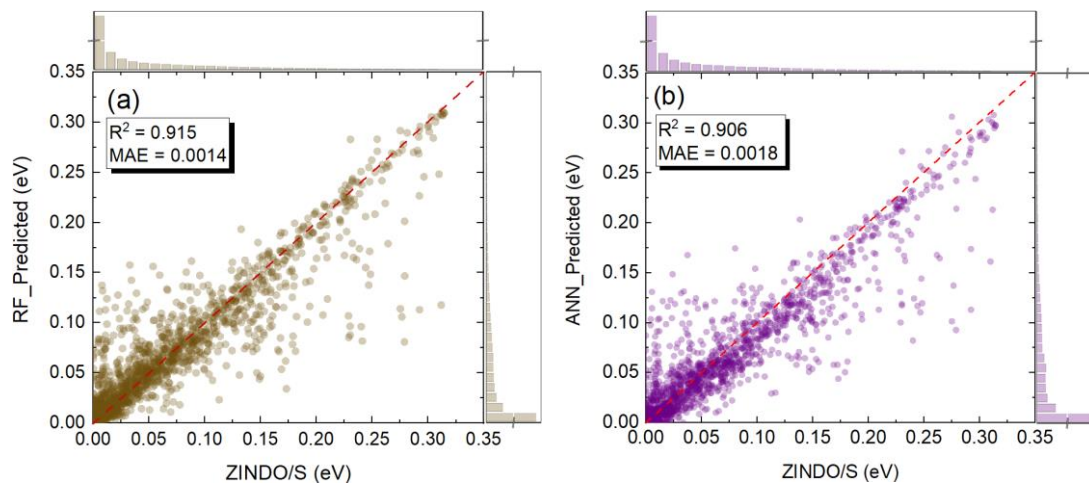 (a)
R² = 0.915
MAE = 0.0014
RF_Predicted (eV)
0.35
0.30
0.25
0.20
0.15
0.10
0.05
0.00
0.00 0.05 0.10 0.15 0.20 0.25 0.30 0.35
ZINDO/S (eV)
(b)
R² = 0.906
MAE = 0.0018
ANN_Predicted (eV)
0.35
0.30
0.25
0.20
0.15
0.10
0.05
0.00
0.00 0.05 0.10 0.15 0.20 0.25 0.30 0.35
ZINDO/S (eV)